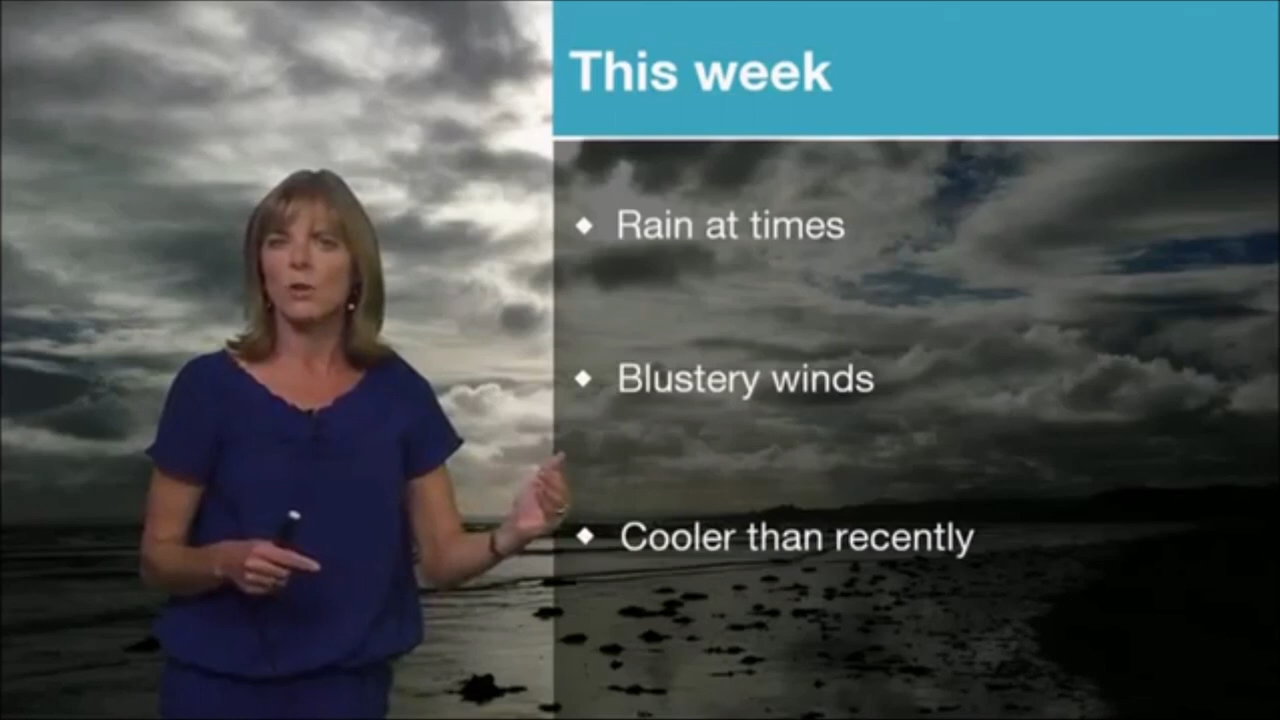 This week
Rain at times
Blustery winds
Cooler than recently